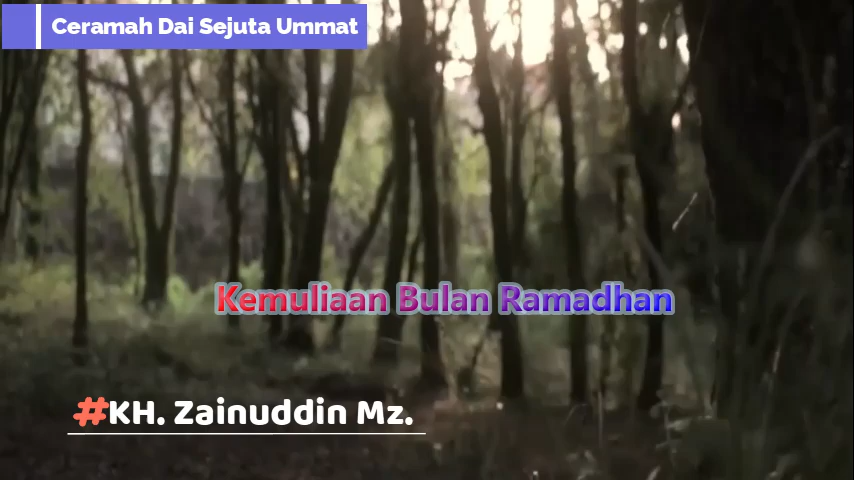 Ceramah Dai Sejuta Ummat
Kemuliaan Bulan Ramadhan
#KH. Zainuddin Mz.